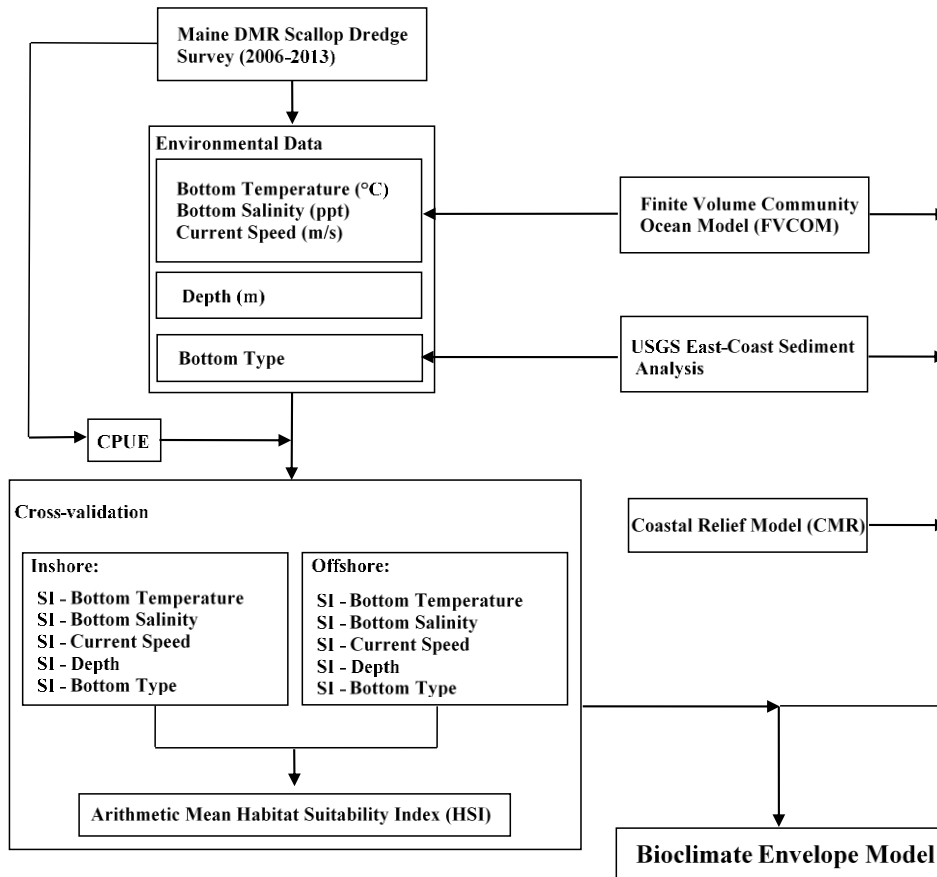 Maine DMR Scallop Dredge
Survey (2006-2013)
Environmental Data
Bottom Temperature (°C)
Bottom Salinity (ppt)
Current Speed (m/s)
Depth (m)
Bottom Type
Finite Volume Community
Ocean Model (FVCOM)
USGS East-Coast Sediment
Analysis
CPUE
Coastal Relief Model (CMR)
Cross-validation
Inshore:
SI - Bottom Temperature
SI - Bottom Salinity
SI - Current Speed
SI - Depth
SI - Bottom Type
Offshore:
SI - Bottom Temperature
SI - Bottom Salinity
SI - Current Speed
SI - Depth
SI - Bottom Type
Arithmetic Mean Habitat Suitability Index (HSI)
Bioclimate Envelope Model